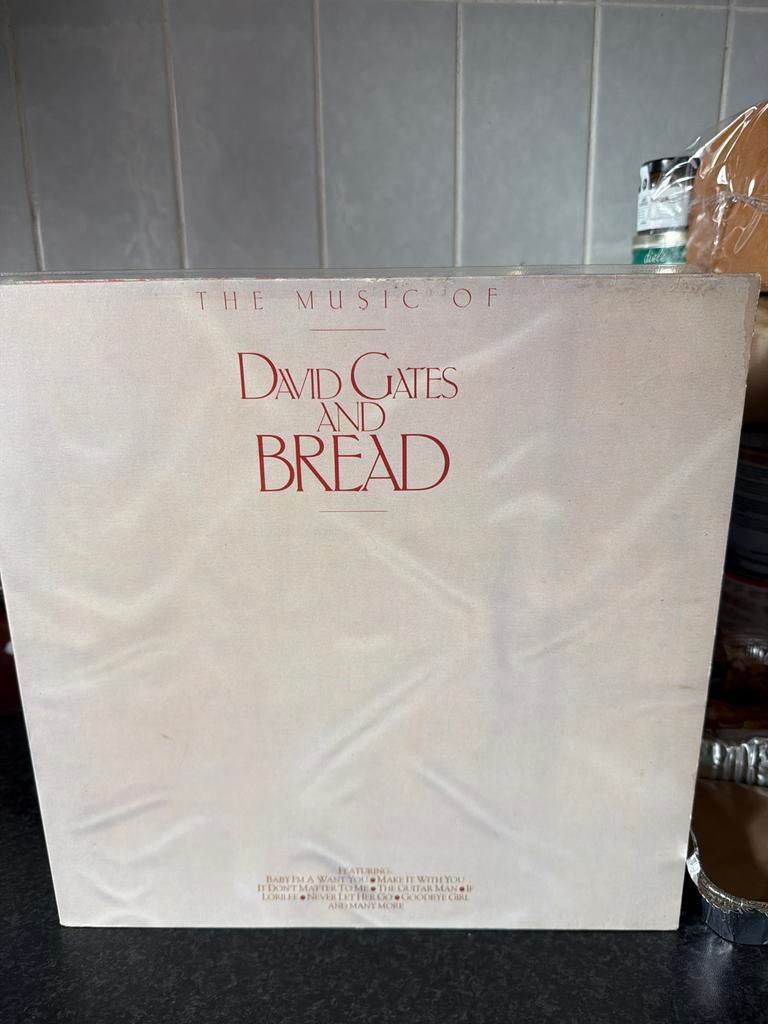 THE MUSIC OF
DAVID GATES
AND
BREAD
FEATURING:
BABY I'M A WANT YOU ● MAKE IT WITH YOU
IT DON'T MATTER TO ME ● THE GUITAR MAN ● IF
LORILEE ● NEVER LET HER GO ● GOODBYE GIRL
AND MANY MORE